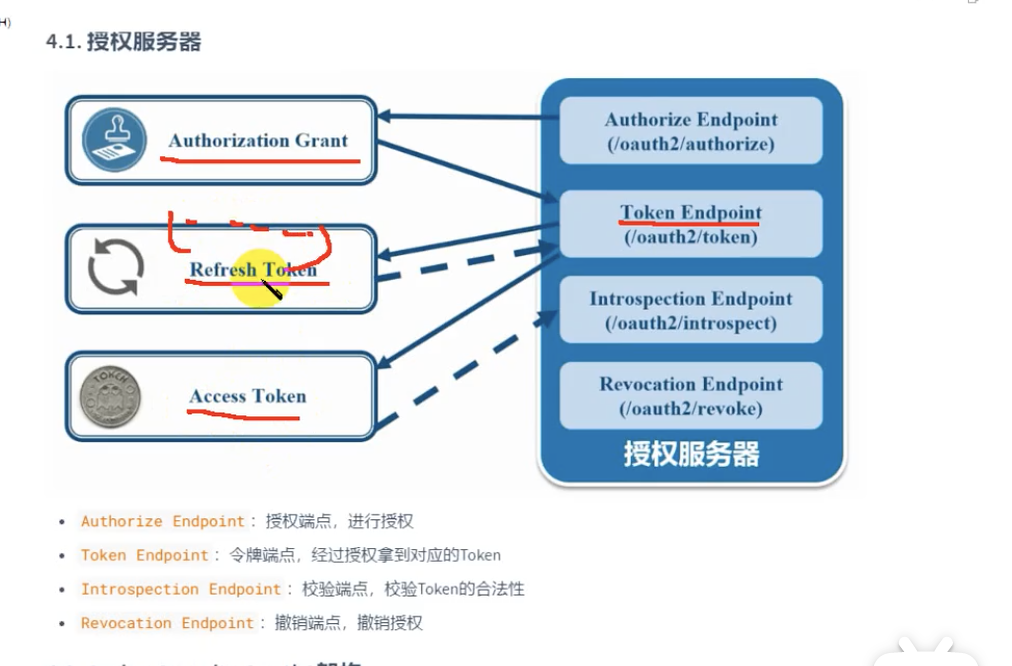 H)
4.1. 授权服务器
Authorization Grant
Authorize Endpoint
(/oauth2/authorize)
Refresh Token
Token Endpoint
(/oauth2/token)
Introspection Endpoint
(/oauth2/introspect)
TOKEN
Access Token
Revocation Endpoint
(/oauth2/revoke)
授权服务器
• Authorize Endpoint: 授权端点，进行授权
• Token Endpoint: 令牌端点，经过授权拿到对应的Token
• Introspection Endpoint: 校验端点，校验Token的合法性
• Revocation Endpoint: 撤销端点，撤销授权